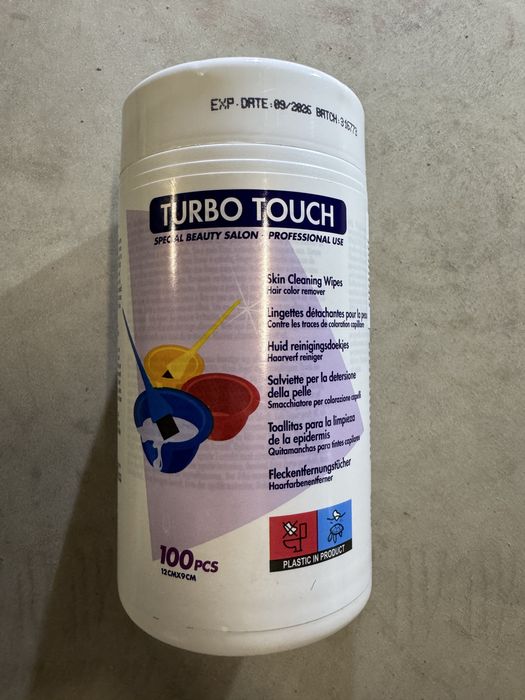 EXP. DATE: 09/2026 BATCH: 316773
TURBO TOUCH
SPECIAL BEAUTY SALON - PROFESSIONAL USE
Skin Cleaning Wipes
Hair color remover
Lingettes détachantes pour la peau
Contre les traces de coloration capillaire
Huid reinigingsdoekjes
Haarverf reiniger
Salviette per la detersione
della pelle
Smacchiatore per colorazione capelli
Toallitas para la limpieza
de la epidermis
Quitamanchas para tintes capilares
Fleckentfernungstücher
Haarfarbenentferner
PLASTIC IN PRODUCT
100PCS
12CMX9CM